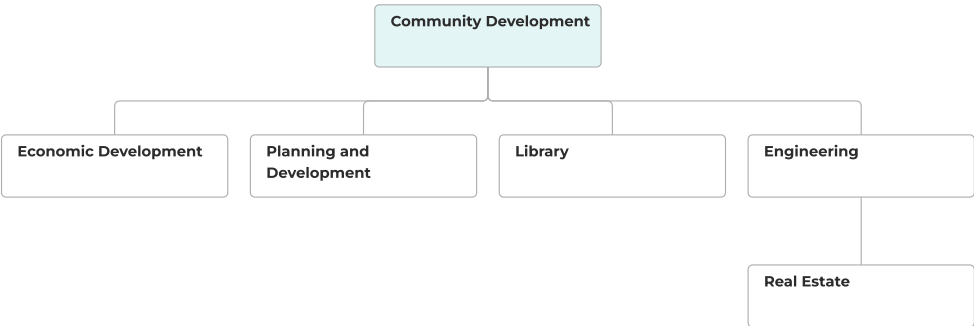 Community Development
Economic Development
Planning and
Development
Library
Engineering
Real Estate